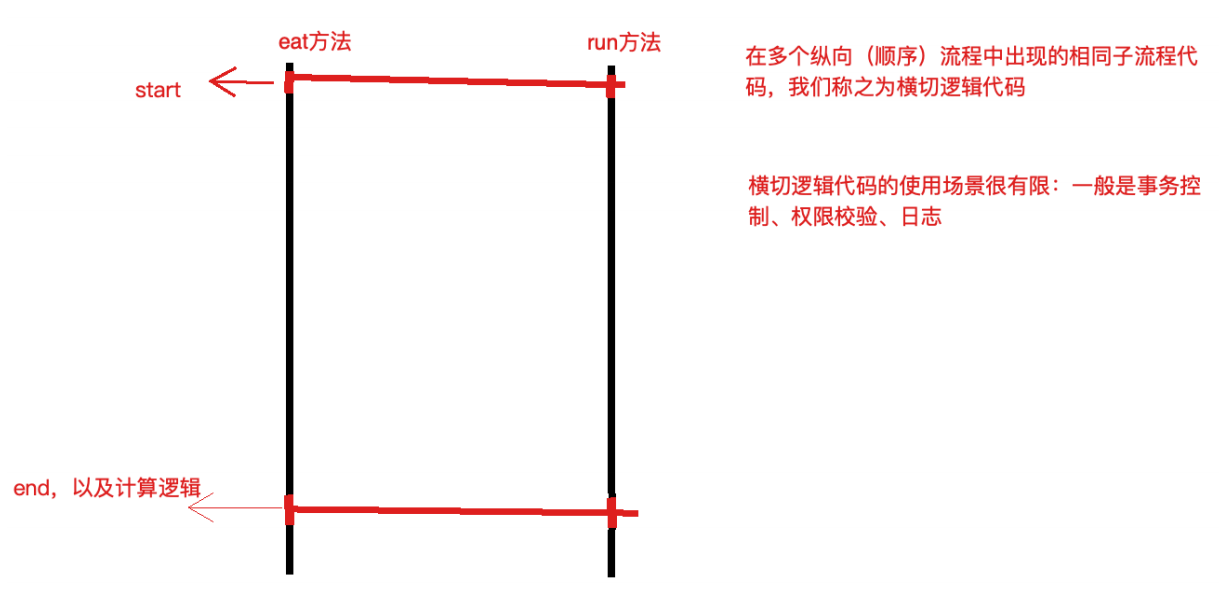 eat方法
run方法
start
在多个纵向（顺序）流程中出现的相同子流程代
码，我们称之为横切逻辑代码
横切逻辑代码的使用场景很有限：一般是事务控
制、权限校验、日志
end，以及计算逻辑